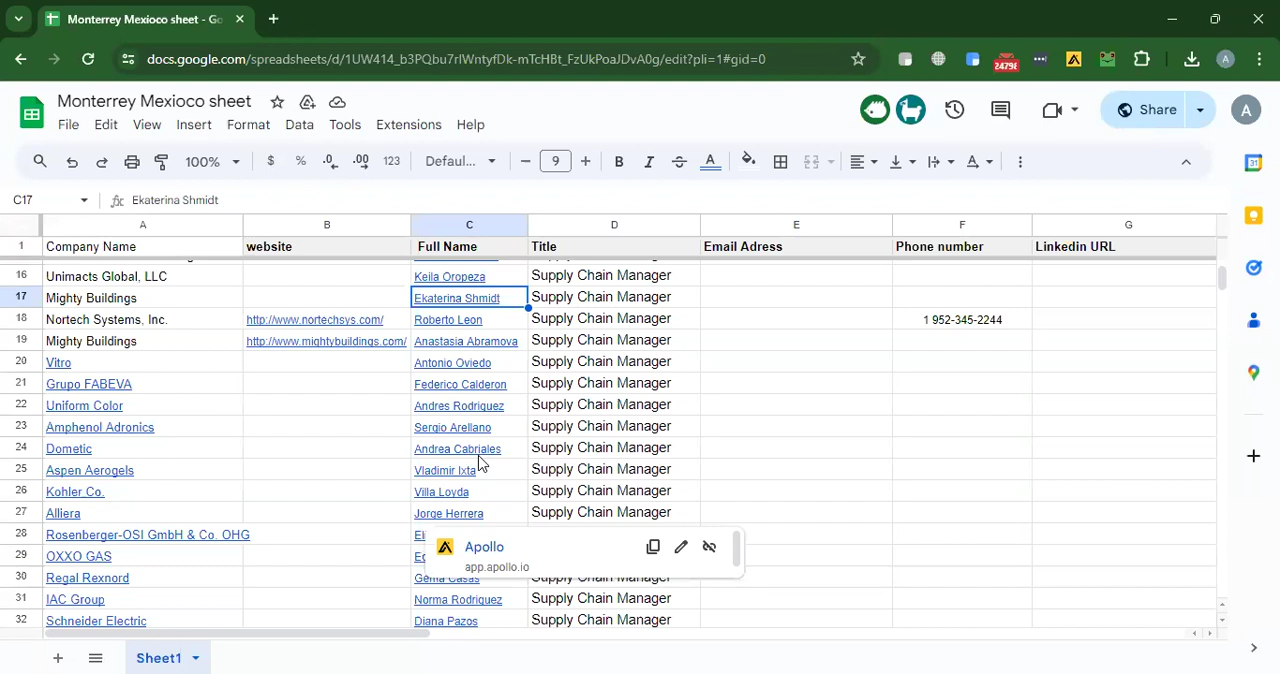 Monterrey Mexioco sheet - Go
docs.google.com/spreadsheets/d/1UW414_b3PQbu7rIWntyfDk-mTcHBt_FzUkPoaJDvA0g/edit?pli=1#gid=0
24798
A
Monterrey Mexioco sheet
Share
A
File Edit View Insert Format Data Tools Extensions Help
100% $ % .0 .00 123 Defaul... 9 B I A A
C17 fx Ekaterina Shmidt
A B C D E F G
1 Company Name website Full Name Title Email Adress Phone number Linkedin URL
16 Unimacts Global, LLC Keila Oropeza Supply Chain Manager
17 Mighty Buildings Ekaterina Shmidt Supply Chain Manager
18 Nortech Systems, Inc. http://www.nortechsys.com/ Roberto Leon Supply Chain Manager 1 952-345-2244
19 Mighty Buildings http://www.mightybuildings.com/ Anastasia Abramova Supply Chain Manager
20 Vitro Antonio Oviedo Supply Chain Manager
21 Grupo FABEVA Federico Calderon Supply Chain Manager
22 Uniform Color Andres Rodriguez Supply Chain Manager
23 Amphenol Adronics Sergio Arellano Supply Chain Manager
24 Dometic Andrea Cabriales Supply Chain Manager
25 Aspen Aerogels Vladimir Ixta Supply Chain Manager
26 Kohler Co. Villa Loyda Supply Chain Manager
27 Alliera Jorge Herrera Supply Chain Manager
28 Rosenberger-OSI GmbH & Co. OHG
Apollo
29 OXXO GAS
app.apollo.io
30 Regal Rexnord Gema Casas Supply Chain Manager
31 IAC Group Norma Rodriguez Supply Chain Manager
32 Schneider Electric Diana Pazos Supply Chain Manager
Sheet1
31